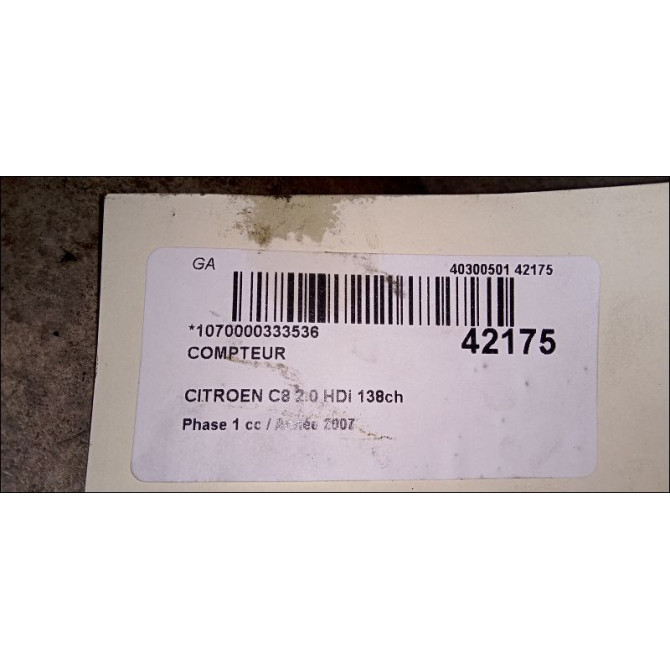 GA
40300501 42175
*1070000333536
42175
COMPTEUR
CITROEN C8 2.0 HDi 138ch
Phase 1 cc / Année 2007